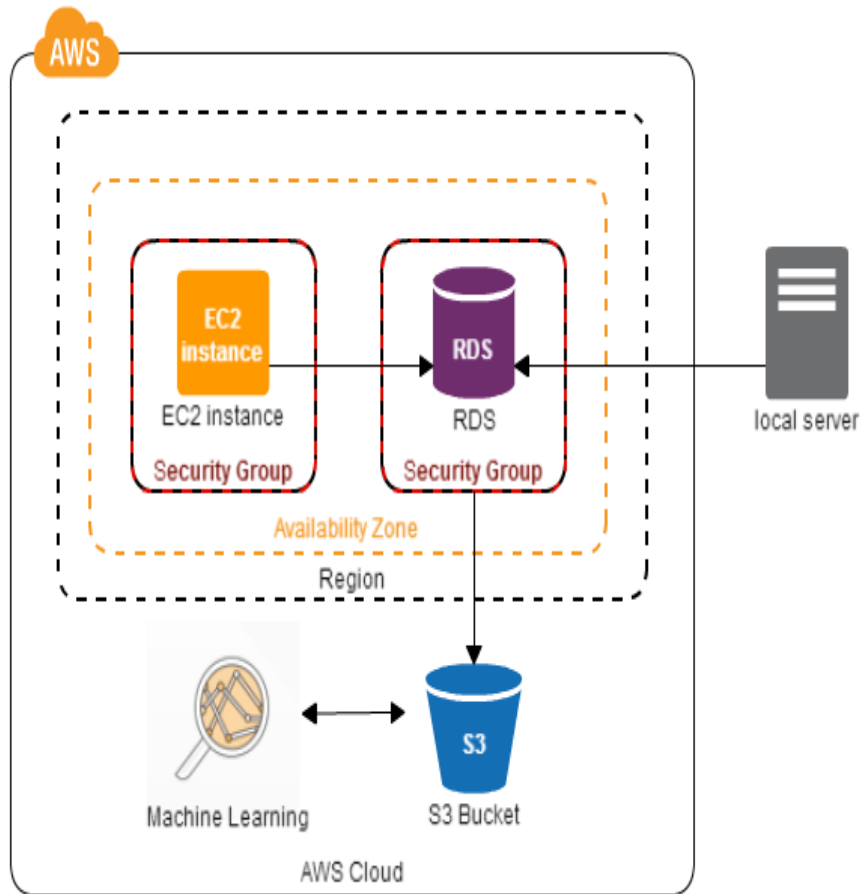 AWS
EC2
instance
EC2 instance
Security Group
RDS
RDS
Security Group
local server
Availability Zone
Region
Machine Learning
S3
S3 Bucket
AWS Cloud